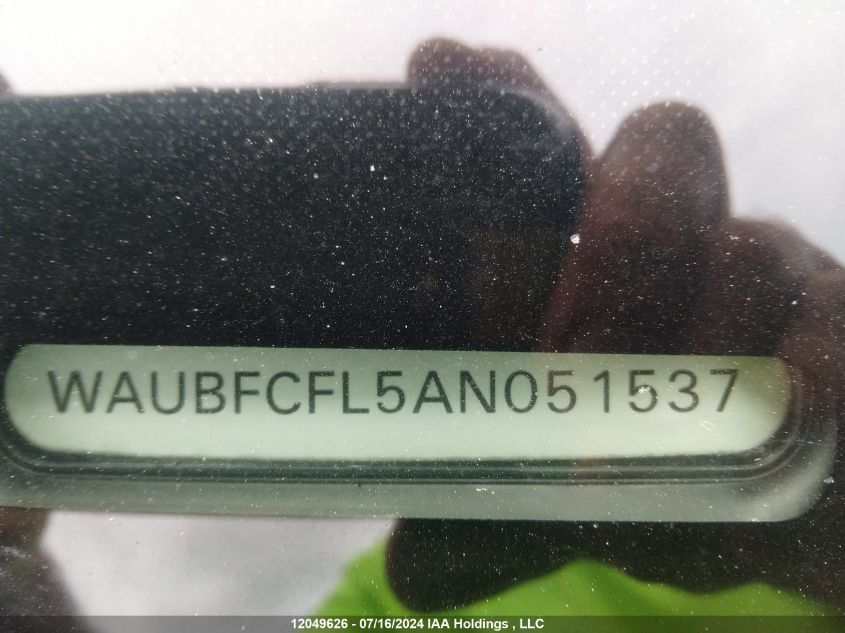 WAUBFCFL5AN051537
12049626 - 07/16/2024 IAA Holdings , LLC